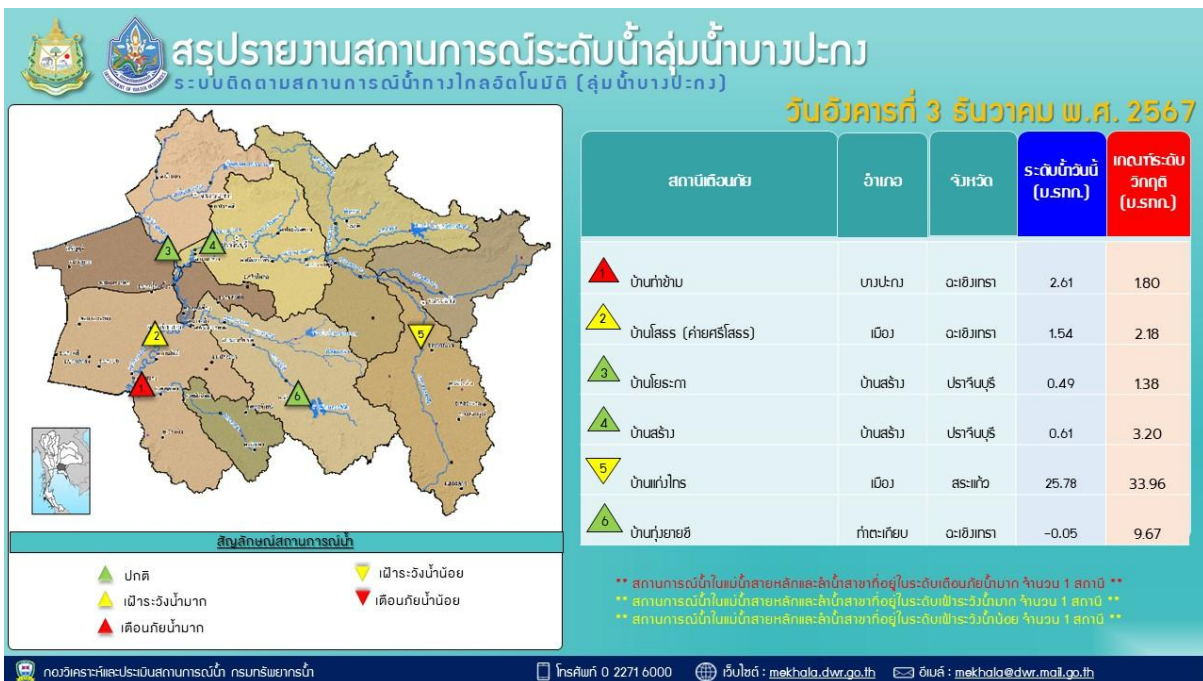 สรุปรายงานสถานการณ์ระดับน้ำลุ่มน้ำบางปะกง
ระบบติดตามสถานการณ์น้ำทางไกลอัตโนมัติ (ลุ่มน้ำบางปะกง)
วันอังคารที่ 3 ธันวาคม พ.ศ. 2567
สถานีเตือนภัย อำเภอ จังหวัด ระดับน้ำวันนี้ (ม.รทก.) เกณฑ์ระดับวิกฤติ (ม.รทก.)
1 บ้านท่าข้าม บางปะกง ฉะเชิงเทรา 2.61 1.80
2 บ้านโสธร (ค่ายศรีโสธร) เมือง ฉะเชิงเทรา 1.54 2.18
3 บ้านโยธะกา บ้านสร้าง ปราจีนบุรี 0.49 1.38
4 บ้านสร้าง บ้านสร้าง ปราจีนบุรี 0.61 3.20
5 บ้านแก่งไทร เมือง สระแก้ว 25.78 33.96
6 บ้านทุ่งยายชี ท่าตะเกียบ ฉะเชิงเทรา -0.05 9.67
3
4
2
5
1
6
สัญลักษณ์สถานการณ์น้ำ
ปกติ
เฝ้าระวังน้ำน้อย
เฝ้าระวังน้ำมาก
เตือนภัยน้ำน้อย
เตือนภัยน้ำมาก
** สถานการณ์น้ำในแม่น้ำสายหลักและลำน้ำสาขาที่อยู่ในระดับเตือนภัยน้ำมาก จำนวน 1 สถานี **
** สถานการณ์น้ำในแม่น้ำสายหลักและลำน้ำสาขาที่อยู่ในระดับเฝ้าระวังน้ำมาก จำนวน 1 สถานี **
** สถานการณ์น้ำในแม่น้ำสายหลักและลำน้ำสาขาที่อยู่ในระดับเฝ้าระวังน้ำน้อย จำนวน 1 สถานี **
กองวิเคราะห์และประเมินสถานการณ์น้ำ กรมทรัพยากรน้ำ
โทรศัพท์ 0 2271 6000
เว็บไซต์ : mekhala.dwr.go.th
อีเมล์ : mekhala@dwr.mail.go.th